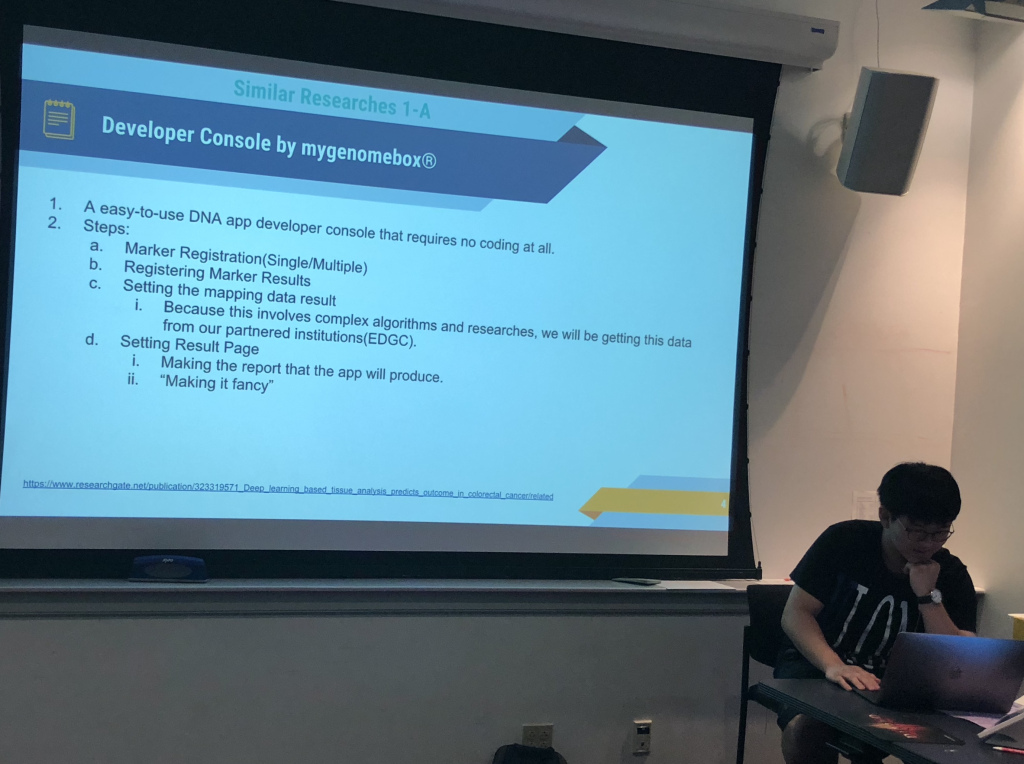 Similar Researches 1-A
Developer Console by mygenomebox®
1. A easy-to-use DNA app developer console that requires no coding at all.
2. Steps:
a. Marker Registration(Single/Multiple)
b. Registering Marker Results
c. Setting the mapping data result
i. Because this involves complex algorithms and researches, we will be getting this data
from our partnered institutions(EDGC).
d. Setting Result Page
i. Making the report that the app will produce.
ii. “Making it fancy”
https://www.researchgate.net/publication/323319571_Deep_learning_based_tissue_analysis_predicts_outcome_in_colorectal_cancer/related
4